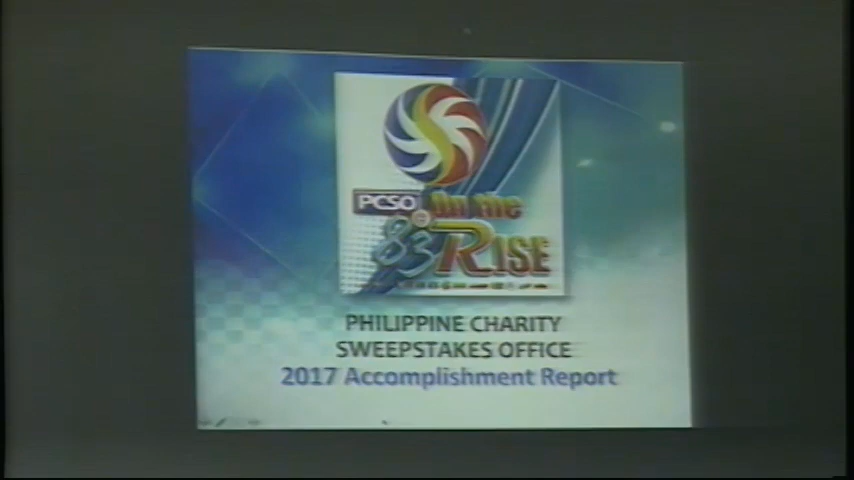 PCSO On the
@
83 RISE
PHILIPPINE CHARITY
SWEEPSTAKES OFFICE
2017 Accomplishment Report